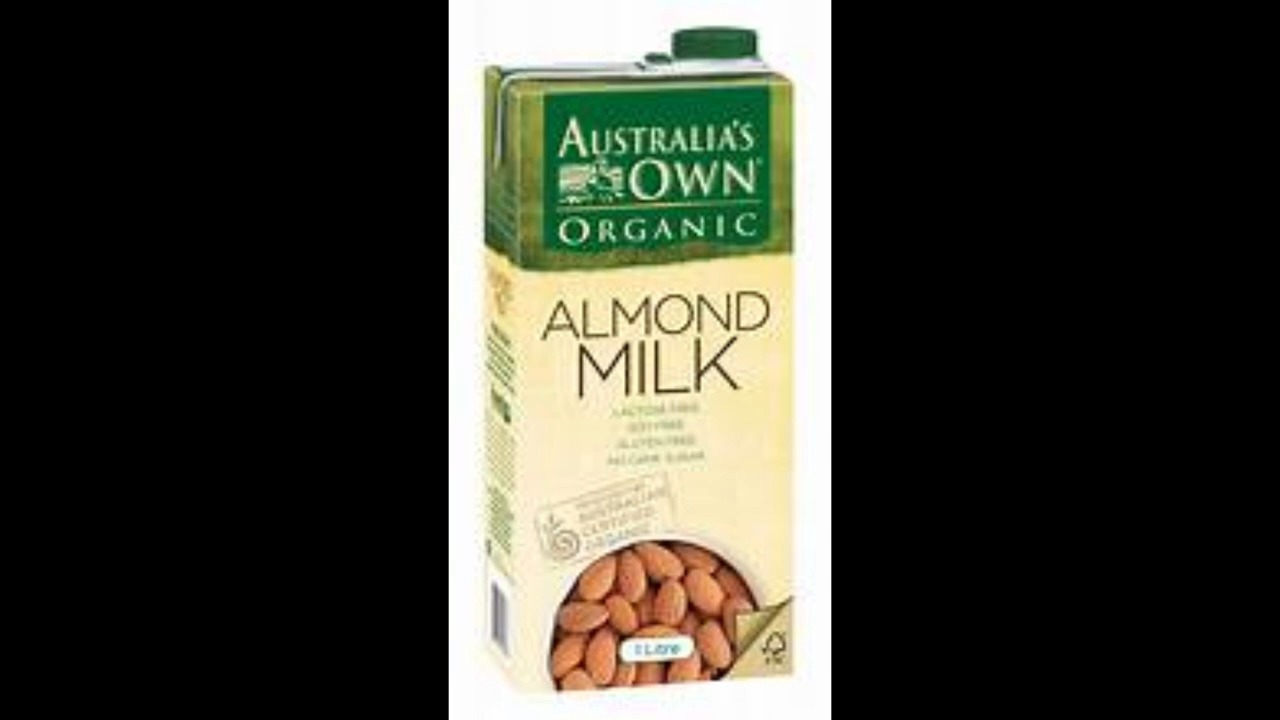 AUSTRALIA'S
OWN®
ORGANIC
ALMOND
MILK
LACTOSE FREE
SOY FREE
GLUTEN FREE
NO CANE SUGAR
AUSTRALIAN
CERTIFIED
ORGANIC
1 Litre
FSC